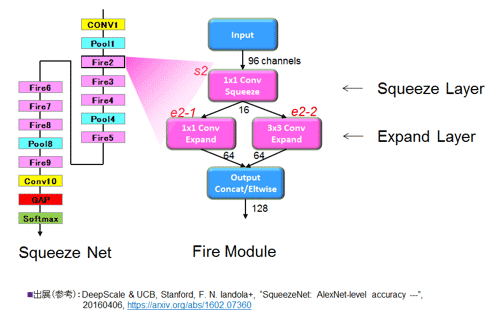 CONV1
Pool1
Fire2
Fire3
Fire4
Pool4
Fire5
Fire6
Fire7
Fire8
Pool8
Fire9
Conv10
GAP
Softmax
Squeeze Net
Input
96 channels
s2
1x1 Conv
Squeeze
16
e2-1
e2-2
1x1 Conv
Expand
3x3 Conv
Expand
64
64
Output
Concat/Eltwise
128
Fire Module
← Squeeze Layer
← Expand Layer
■出展(参考):DeepScale & UCB, Stanford, F. N. Iandola+, "SqueezeNet: AlexNet-level accuracy ---",
20160406, https://arxiv.org/abs/1602.07360